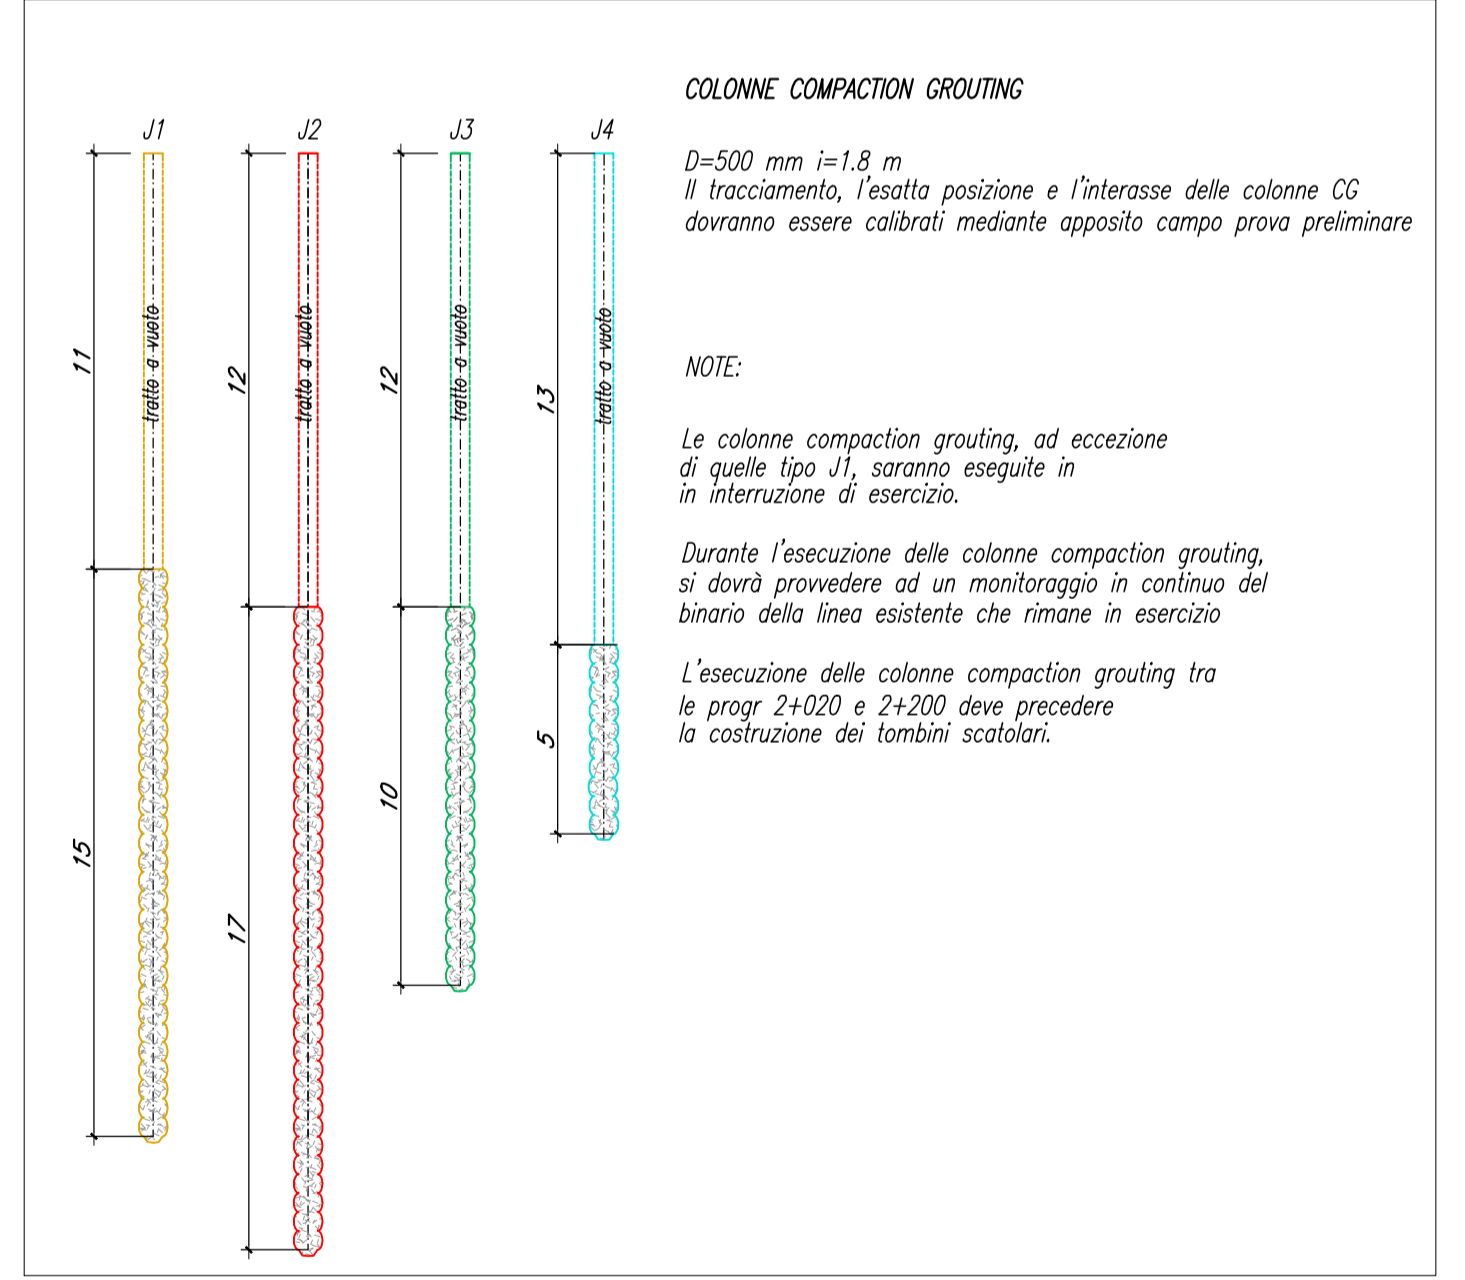 COLONNE COMPACTION GROUTING
J1
J2
J3
J4
D=500 mm i=1.8 m
Il tracciamento, l'esatta posizione e l'interasse delle colonne CG
dovranno essere calibrati mediante apposito campo prova preliminare
11
tratto a vuoto
12
tratto a vuoto
12
tratto a vuoto
13
tratto a vuoto
15
17
10
5
NOTE:
Le colonne compaction grouting, ad eccezione
di quelle tipo J1, saranno eseguite in
in interruzione di esercizio.
Durante l'esecuzione delle colonne compaction grouting,
si dovrà provvedere ad un monitoraggio in continuo del
binario della linea esistente che rimane in esercizio
L'esecuzione delle colonne compaction grouting tra
le progr 2+020 e 2+200 deve precedere
la costruzione dei tombini scatolari.